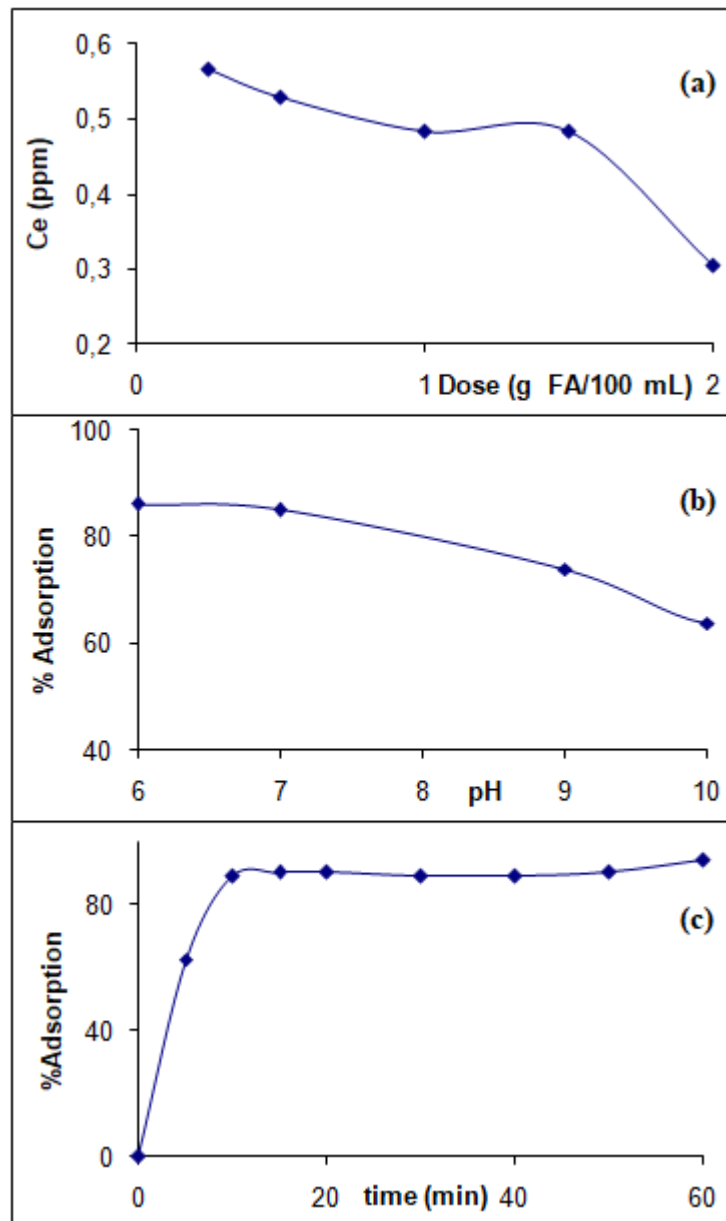 0,6
(a)
0,5
Ce (ppm)
0,4
0,3
0,2
0 1 Dose (g FA/100 mL) 2
100
(b)
80
% Adsorption
60
40
6 7 8 pH 9 10
80
(c)
%Adsorption
40
0
0 20 time (min) 40 60